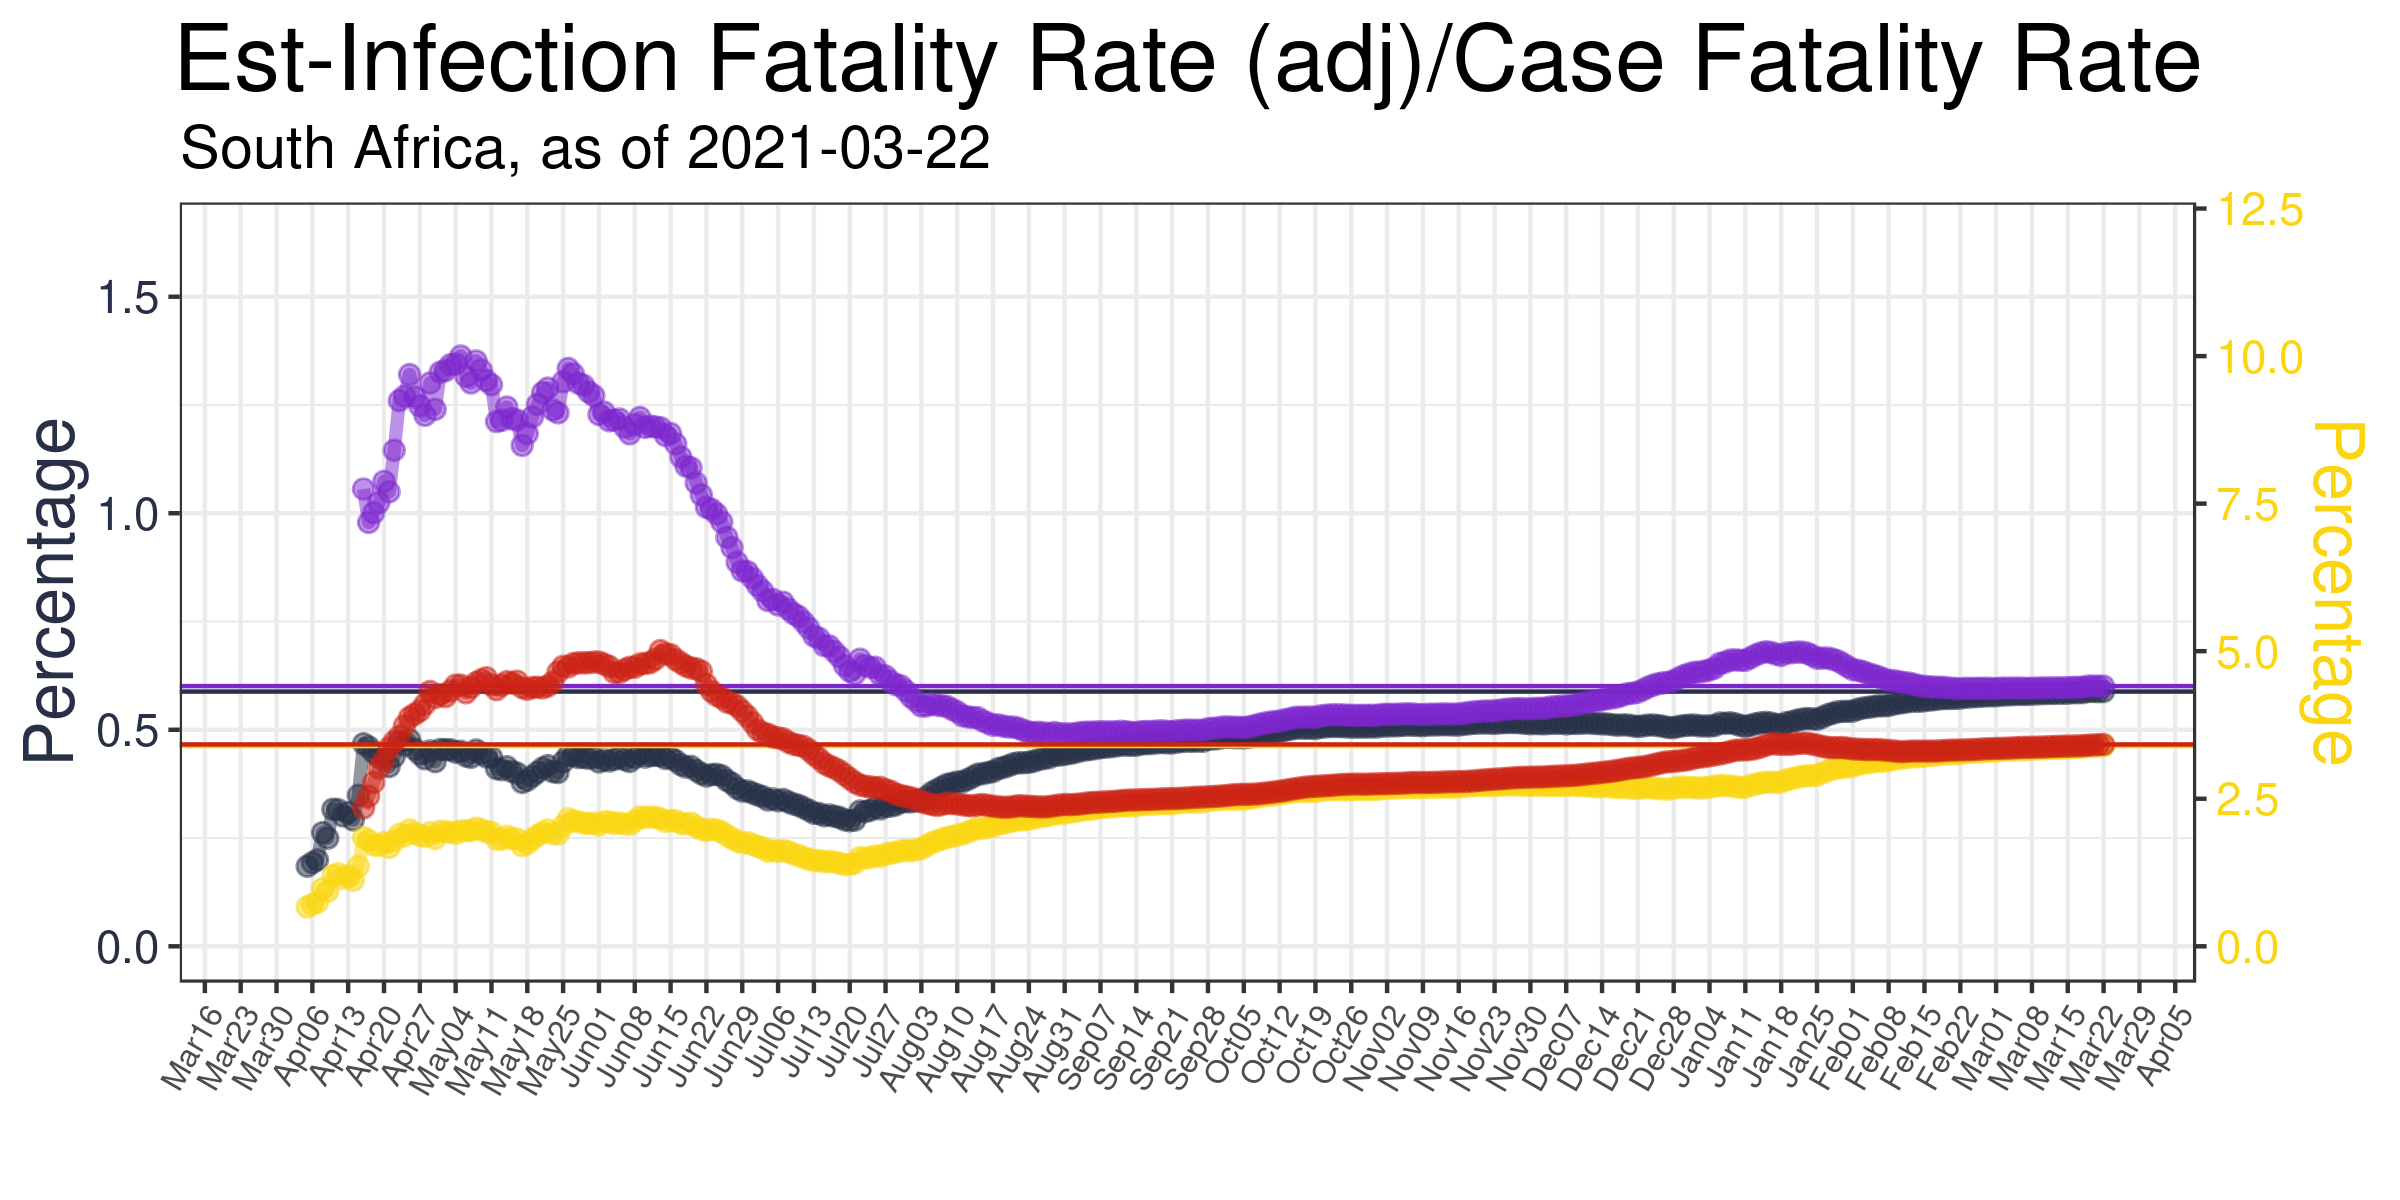 Est-Infection Fatality Rate (adj)/Case Fatality Rate
South Africa, as of 2021-03-22
Percentage
1.5
1.0
0.5
0.0
12.5
10.0
7.5
5.0
2.5
0.0
Percentage
Mar16
Mar23
Mar30
Apr06
Apr13
Apr20
Apr27
May04
May11
May18
May25
Jun01
Jun08
Jun15
Jun22
Jun29
Jul06
Jul13
Jul20
Jul27
Aug03
Aug10
Aug17
Aug24
Aug31
Sep07
Sep14
Sep21
Sep28
Oct05
Oct12
Oct19
Oct26
Nov02
Nov09
Nov16
Nov23
Nov30
Dec07
Dec14
Dec21
Dec28
Jan04
Jan11
Jan18
Jan25
Feb01
Feb08
Feb15
Feb22
Mar01
Mar08
Mar15
Mar22
Mar29
Apr05